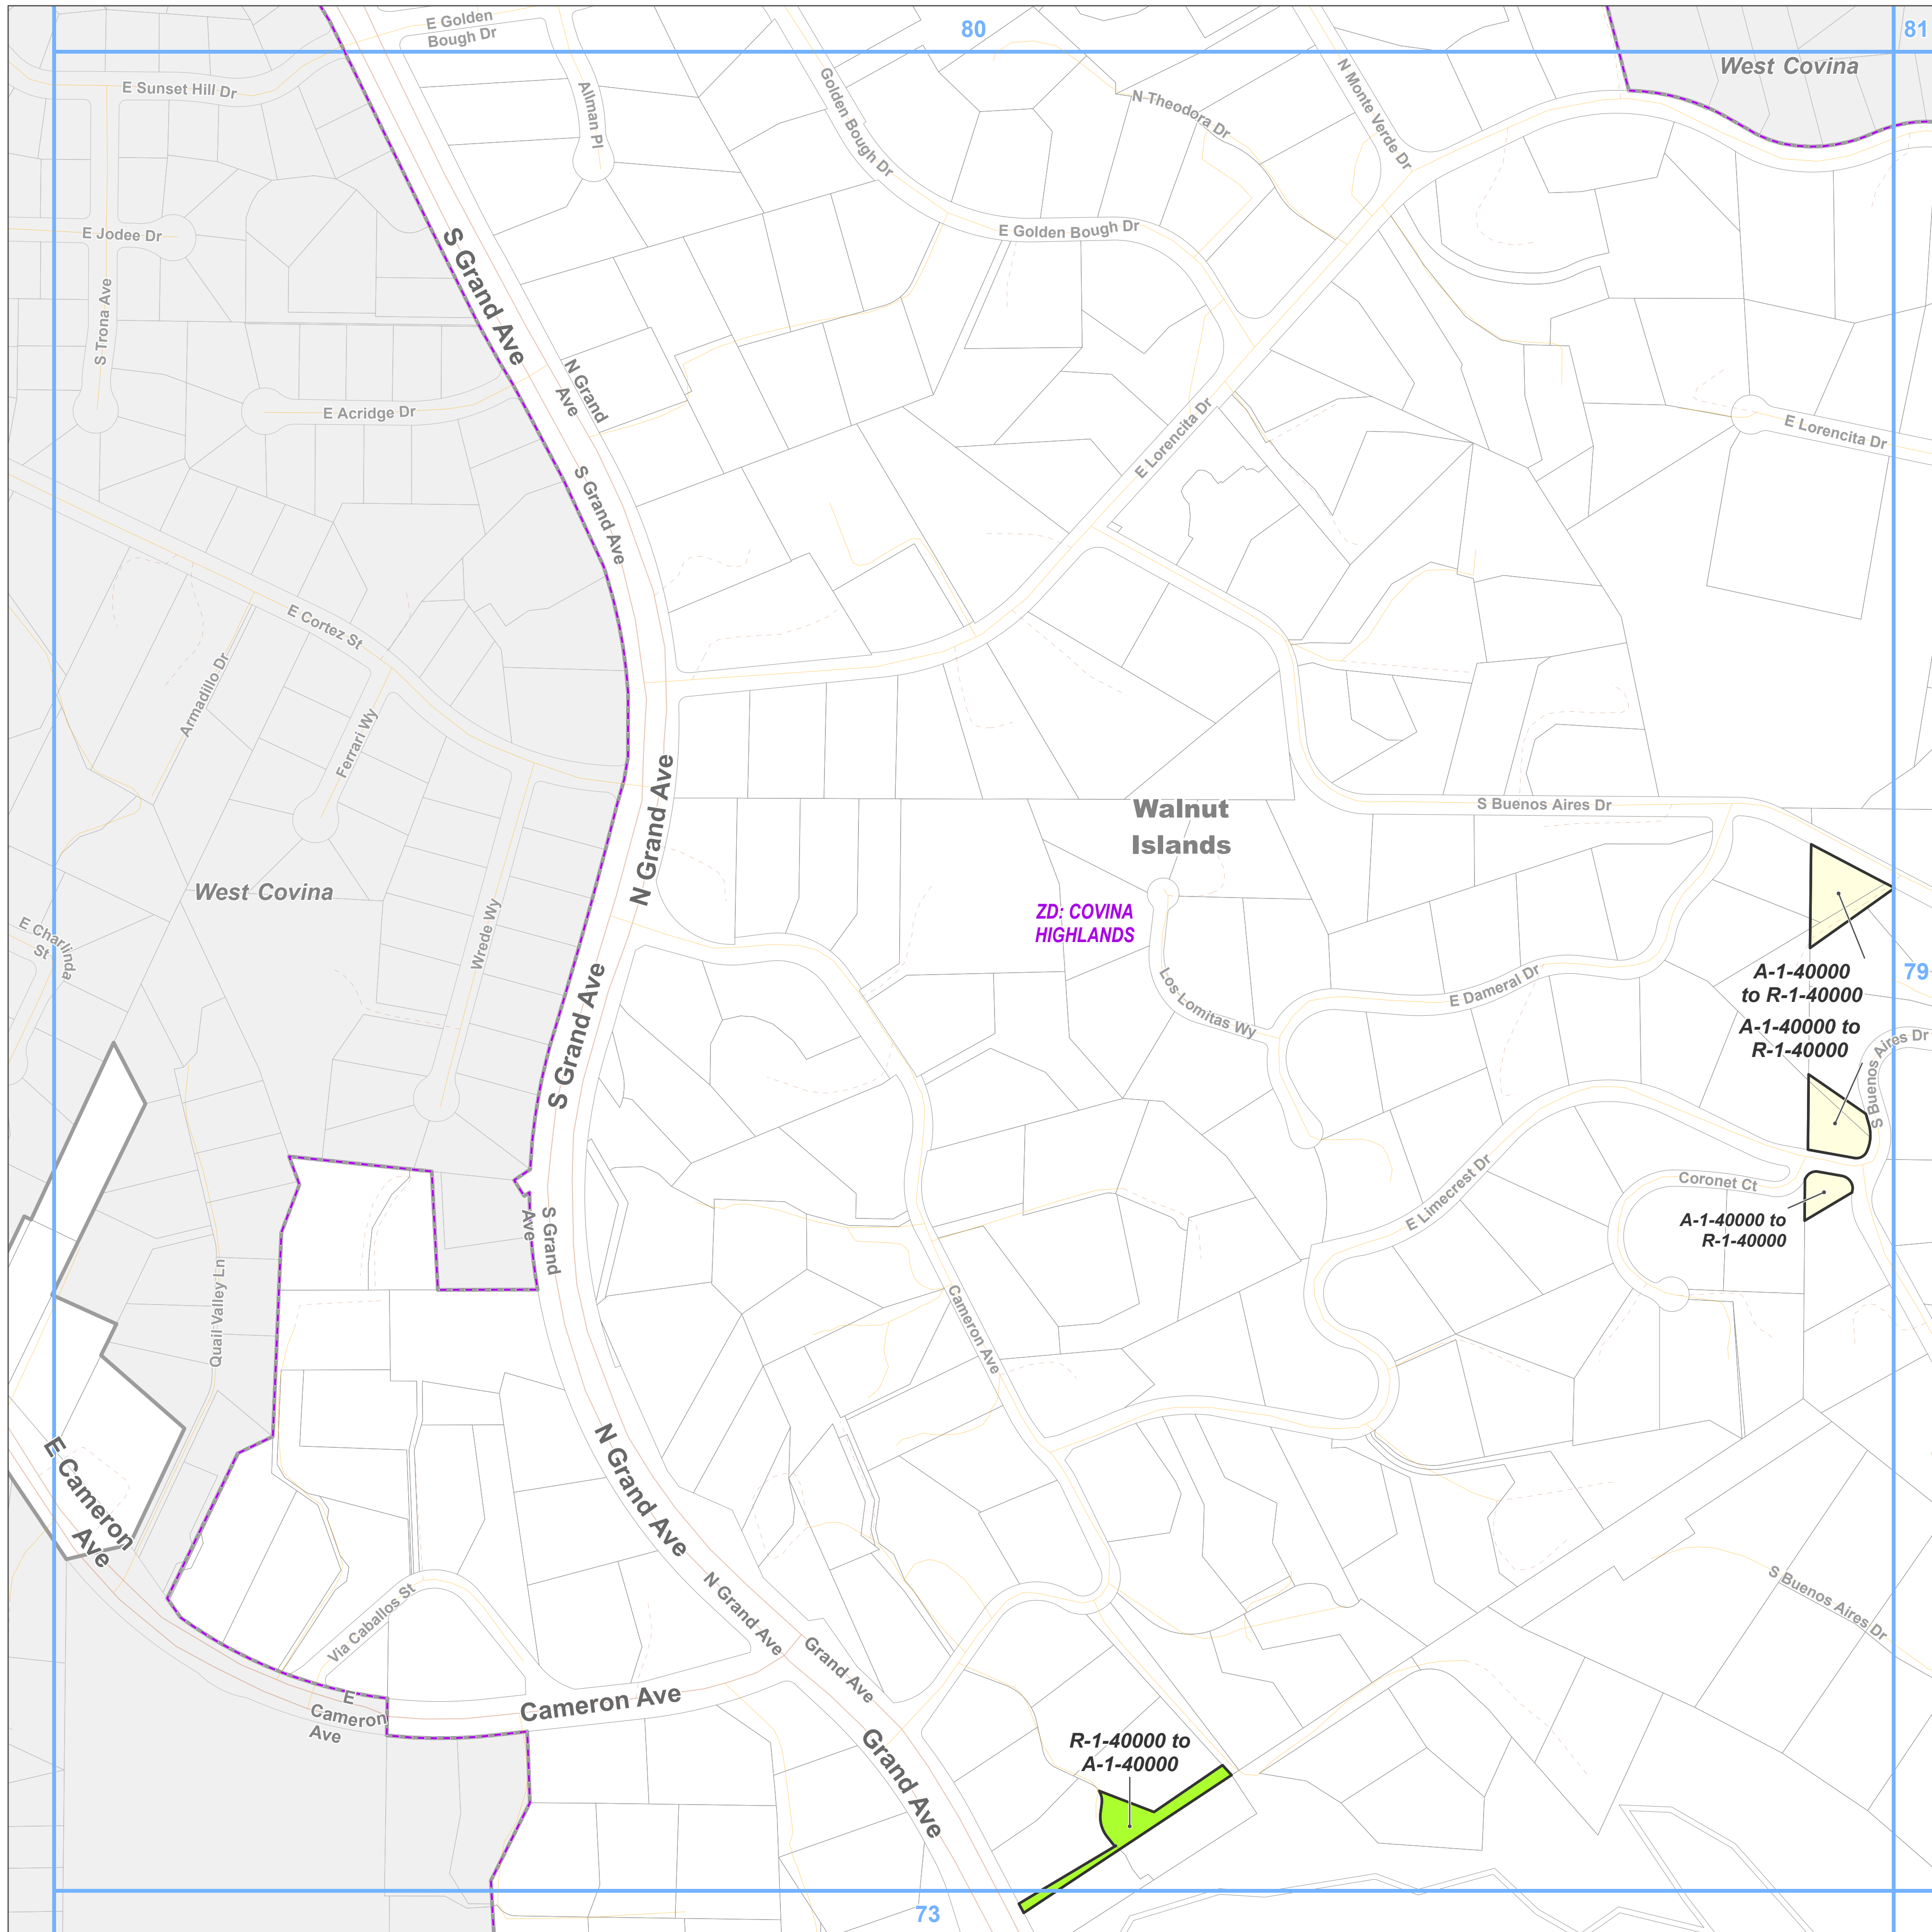 E Golden
Bough Dr
80
81
West Covina
E Sunset Hill Dr
Allman Pl
Golden Bough Dr
N Theodora Dr
N Monte Verde Dr
E Jodee Dr
S Grand Ave
E Golden Bough Dr
S Trona Ave
N Grand
Ave
E Acridge Dr
E Lorencita Dr
E Lorencita Dr
S Grand Ave
E Cortez St
Armadillo Dr
Ferrari Wy
N Grand Ave
Walnut
Islands
S Buenos Aires Dr
West Covina
ZD: COVINA
HIGHLANDS
Wrede Wy
E Charlinda
St
S Grand Ave
Los Lomitas Wy
E Dameral Dr
A-1-40000
to R-1-40000
79
A-1-40000 to
R-1-40000
S Buenos
Aires Dr
E Limecrest Dr
Coronet Ct
A-1-40000 to
R-1-40000
S Grand
Ave
Quail Valley Ln
Cameron Ave
E Cameron
Ave
N Grand Ave
N Grand Ave
Via Caballos St
S Buenos Aires Dr
Grand Ave
E
Cameron
Ave
Cameron Ave
Grand Ave
R-1-40000 to
A-1-40000
73